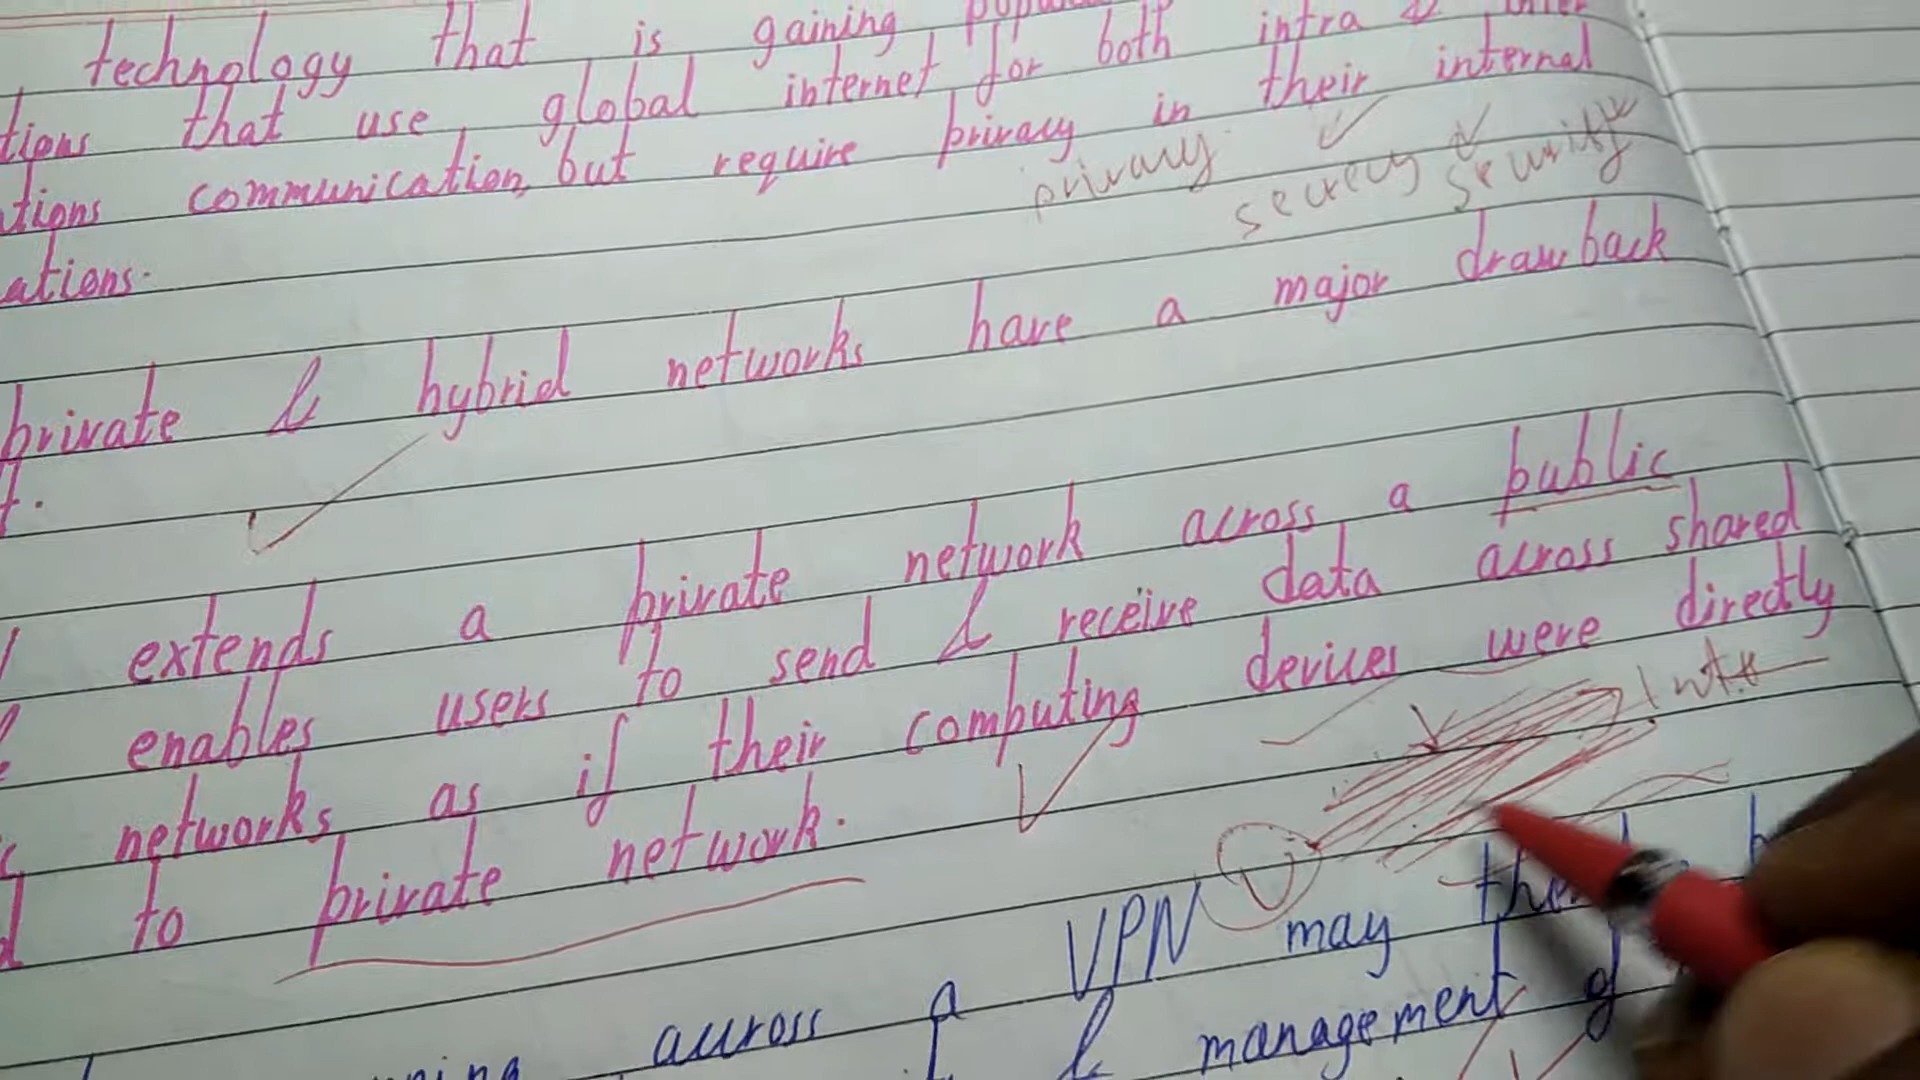 technology that is gaining
tions that use global internet for both intra &
tions communication, but require privacy in their internal
ations. privacy secrecy security
private & hybrid networks have a major drawback
extends a private network across a public
enables users to send & receive data across shared
networks as if their computing devices were directly
to private network.
VPN may
across a & management of